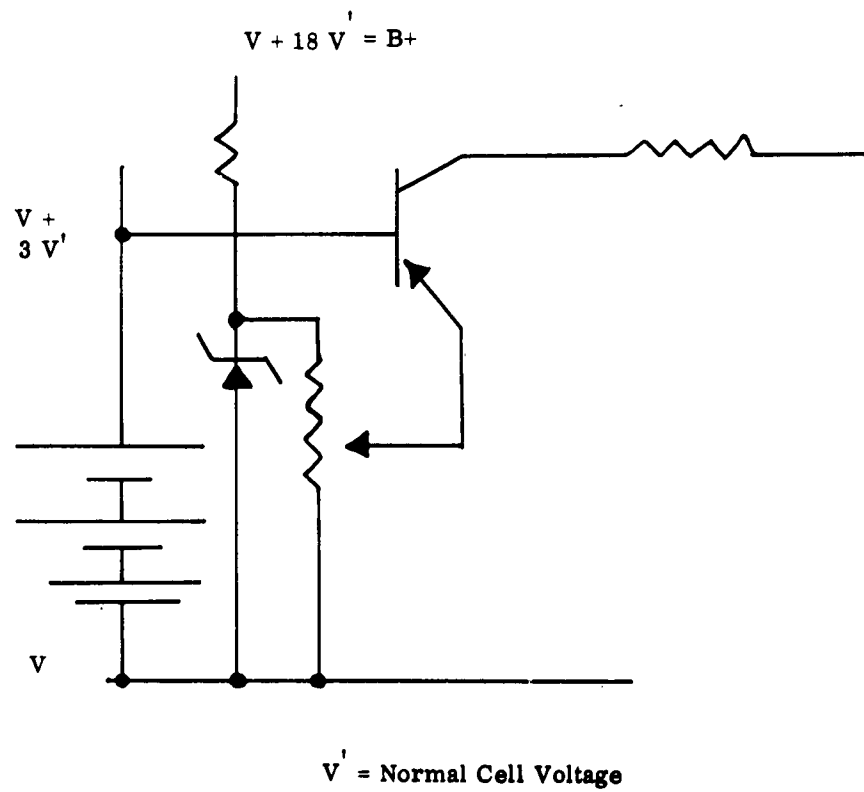 V + 18 V' = B+
V +
3 V'
V
V' = Normal Cell Voltage